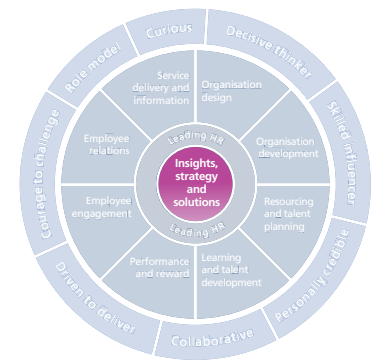 Curious
Decisive thinker
Skilled influencer
Personally credible
Collaborative
Driven to deliver
Courage to challenge
Role model
Service
delivery and
information
Organisation
design
Organisation
development
Resourcing
and talent
planning
Learning
and talent
development
Performance
and reward
Employee
engagement
Employee
relations
Leading HR
Insights,
strategy
and
solutions
Leading HR